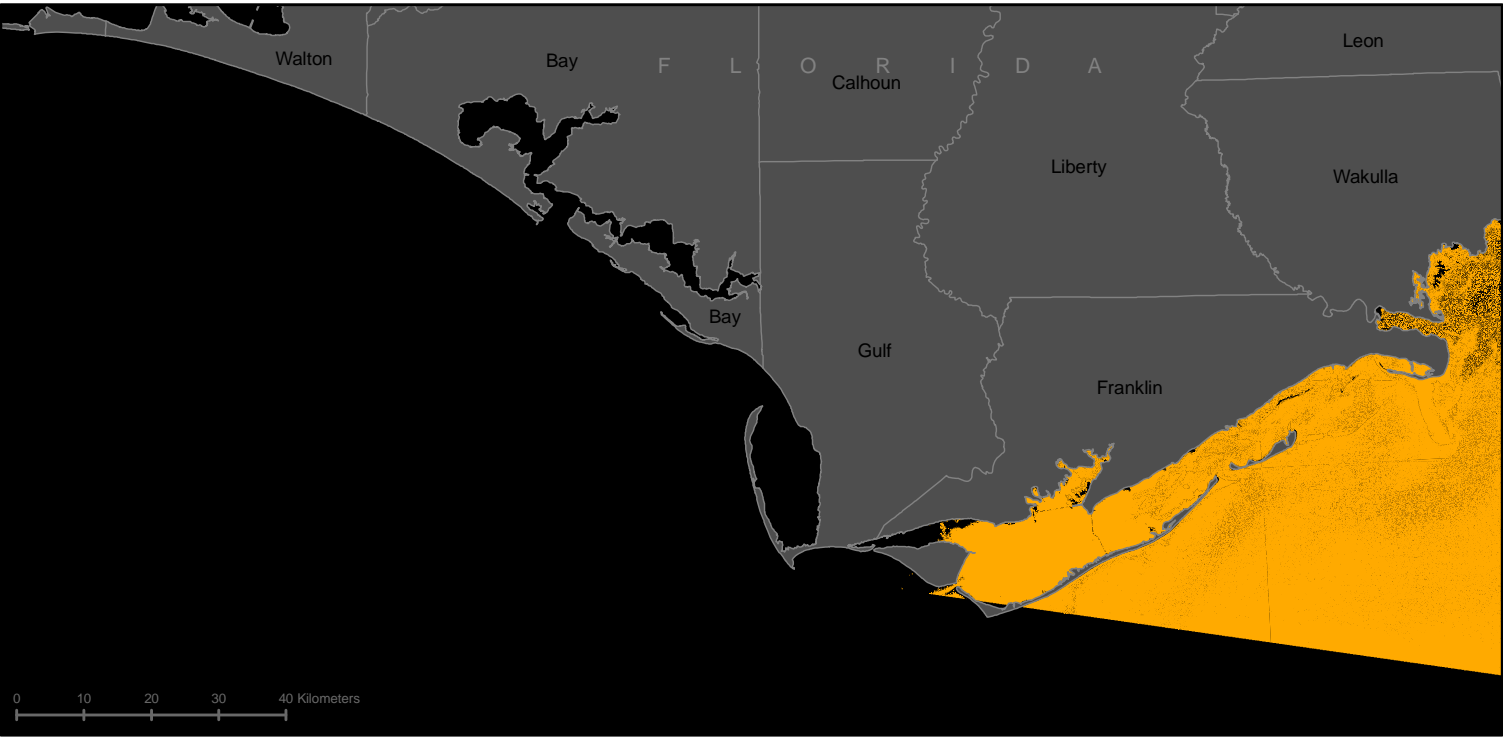 Leon
Walton
Bay
F L O R I D A
Calhoun
Liberty
Wakulla
Bay
Gulf
Franklin
0 10 20 30 40 Kilometers